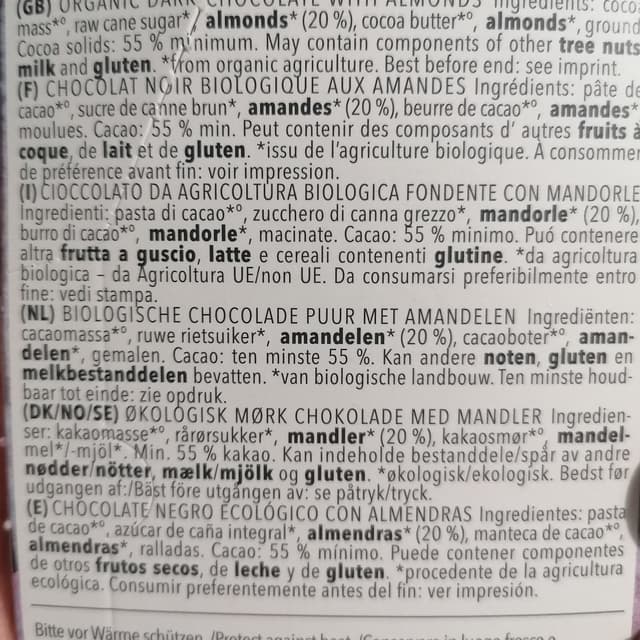 (GB) ORGANIC DARK CHOCOLATE WITH ALMONDS Ingredients: coco
mass*°, raw cane sugar*, almonds* (20 %), cocoa butter*°, almonds*, ground
Cocoa solids: 55 % minimum. May contain components of other tree nuts
milk and gluten. *from organic agriculture. Best before end: see imprint.
(F) CHOCOLAT NOIR BIOLOGIQUE AUX AMANDES Ingrédients: pâte de
cacao*°, sucre de canne brun*, amandes* (20 %), beurre de cacao*°, amandes*
moulues. Cacao: 55 % min. Peut contenir des composants d' autres fruits à
coque, de lait et de gluten. *issu de l'agriculture biologique. À consommer
de préférence avant fin: voir impression.
(I) CIOCCOLATO DA AGRICOLTURA BIOLOGICA FONDENTE CON MANDORLE
Ingredienti: pasta di cacao*°, zucchero di canna grezzo*, mandorle* (20 %),
burro di cacao*°, mandorle*, macinate. Cacao: 55 % minimo. Puó contenere
altra frutta a guscio, latte e cereali contenenti glutine. *da agricoltura
biologica – da Agricoltura UE/non UE. Da consumarsi preferibilmente entro
fine: vedi stampa.
(NL) BIOLOGISCHE CHOCOLADE PUUR MET AMANDELEN Ingrediënten:
cacaomassa*°, ruwe rietsuiker*, amandelen* (20 %), cacaoboter*°, aman-
delen*, gemalen. Cacao: ten minste 55 %. Kan andere noten, gluten en
melkbestanddelen bevatten. *van biologische landbouw. Ten minste houd-
baar tot einde: zie opdruk.
(DK/NO/SE) ØKOLOGISK MØRK CHOKOLADE MED MANDLER Ingredien-
ser: kakaomasse*°, rårørsukker*, mandler* (20 %), kakaosmør*°, mandel-
mel*/-mjöl*. Min. 55 % kakao. Kan indeholde bestanddele/spår av andre
nødder/nötter, mælk/mjölk og gluten. *økologisk/ekologisk. Bedst før
udgangen af:/Bäst före utgången av: se påtryk/tryck.
(E) CHOCOLATE NEGRO ECOLÓGICO CON ALMENDRAS Ingredientes: pasta
de cacao*°, azúcar de caña integral*, almendras* (20 %), manteca de cacao*°,
almendras*, ralladas. Cacao: 55 % mínimo. Puede contener componentes
de otros frutos secos, de leche y de gluten. *procedente de la agricultura
ecológica. Consumir preferentemente antes del fin: ver impresión.
Bitte vor Wärme schützen. /Protect against heat. /Conserver